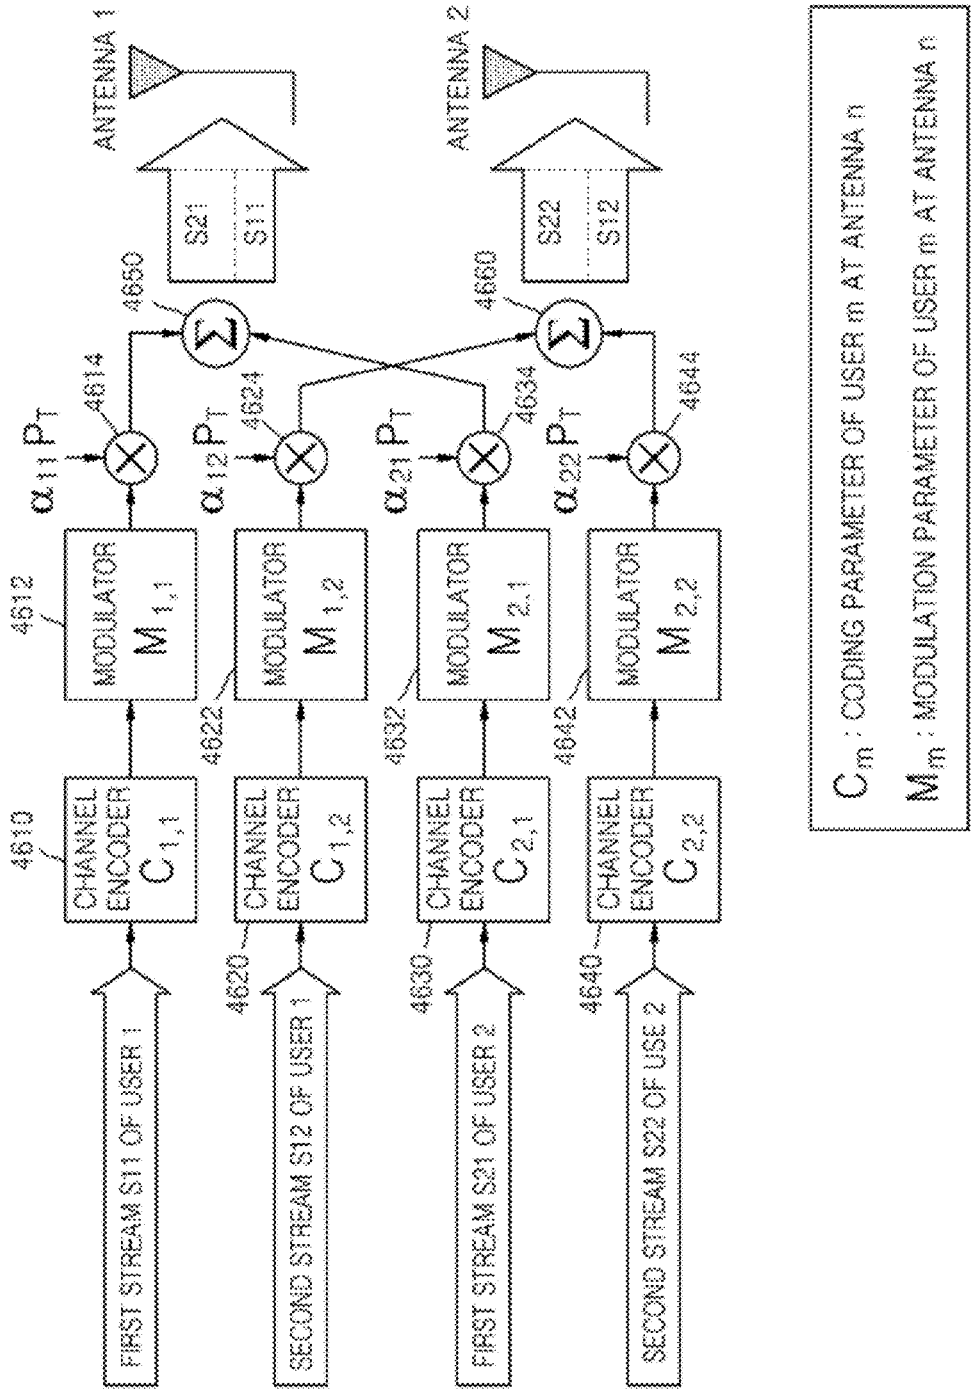 FIRST STREAM S11 OF USER 1
4610
CHANNEL
ENCODER
C1,1
4612
MODULATOR
M1,1
α11 PT
4614
SECOND STREAM S12 OF USER 1
4620
CHANNEL
ENCODER
C1,2
4622
MODULATOR
M1,2
α12 PT
4624
FIRST STREAM S21 OF USER 2
4630
CHANNEL
ENCODER
C2,1
4632
MODULATOR
M2,1
α21 PT
4634
SECOND STREAM S22 OF USE 2
4640
CHANNEL
ENCODER
C2,2
4642
MODULATOR
M2,2
α22 PT
4644
4650
Σ
S21
S11
ANTENNA 1
4660
Σ
S22
S12
ANTENNA 2
Cm : CODING PARAMETER OF USER m AT ANTENNA n
Mm : MODULATION PARAMETER OF USER m AT ANTENNA n